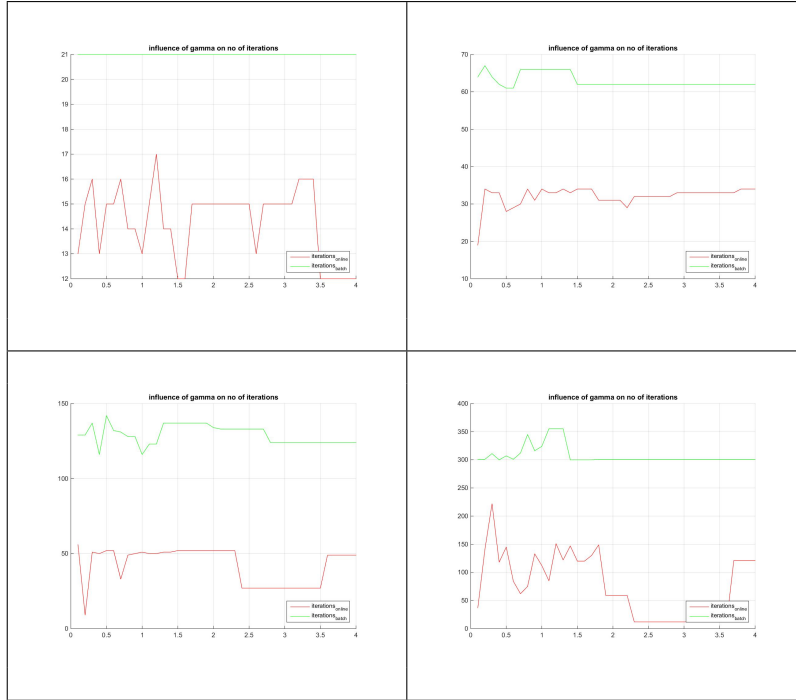 influence of gamma on no of iterations
21
20
19
18
17
16
15
14
13
12
0 0.5 1 1.5 2 2.5 3 3.5 4
iterations_online
iterations_batch
influence of gamma on no of iterations
70
60
50
40
30
20
10
0 0.5 1 1.5 2 2.5 3 3.5 4
iterations_online
iterations_batch
influence of gamma on no of iterations
150
100
50
0
0 0.5 1 1.5 2 2.5 3 3.5 4
iterations_online
iterations_batch
influence of gamma on no of iterations
400
350
300
250
200
150
100
50
0
0 0.5 1 1.5 2 2.5 3 3.5 4
iterations_online
iterations_batch